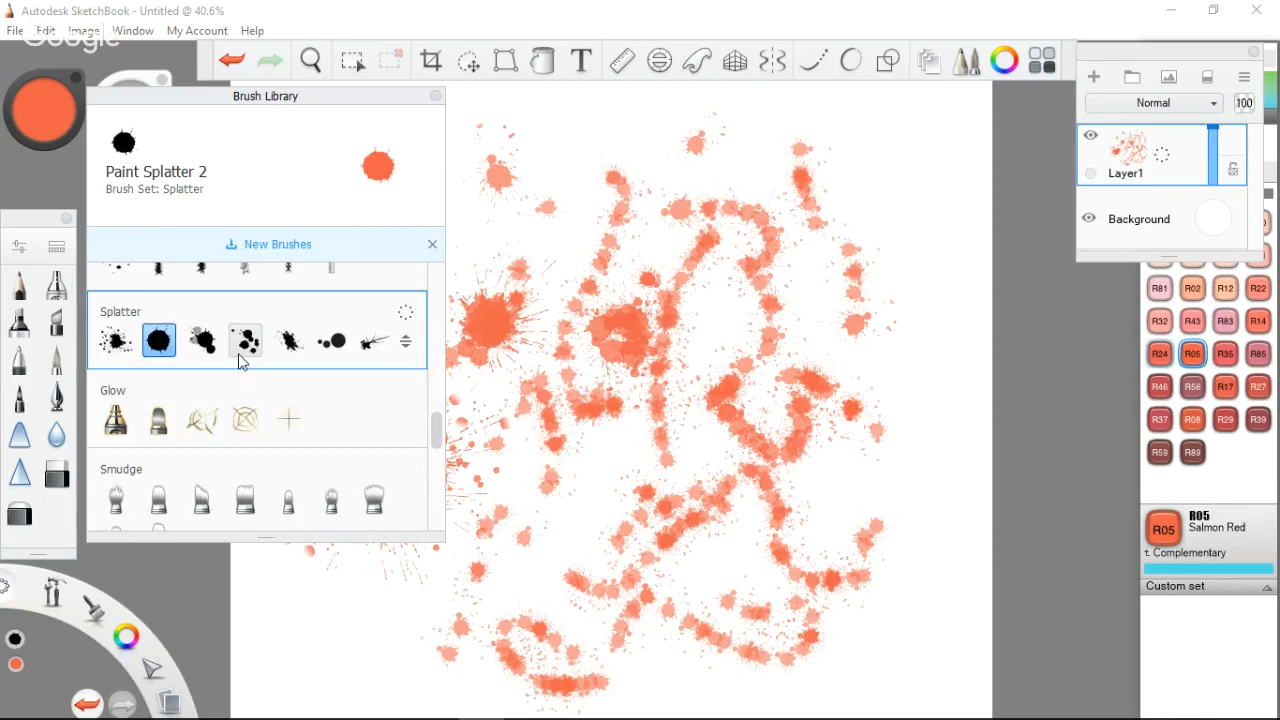 Autodesk SketchBook - Untitled @ 40.6%
File Edit Image Window My Account Help
Google
Brush Library
Paint Splatter 2
Brush Set: Splatter
New Brushes
Splatter
Glow
Smudge
T
Normal
100
Layer1
Background
R81 R02 R12 R22
R32 R43 R83 R14
R24 R05 R35 R85
R46 R56 R17 R27
R37 R08 R29 R39
R59 R89
R05
R05
Salmon Red
Complementary
Custom set